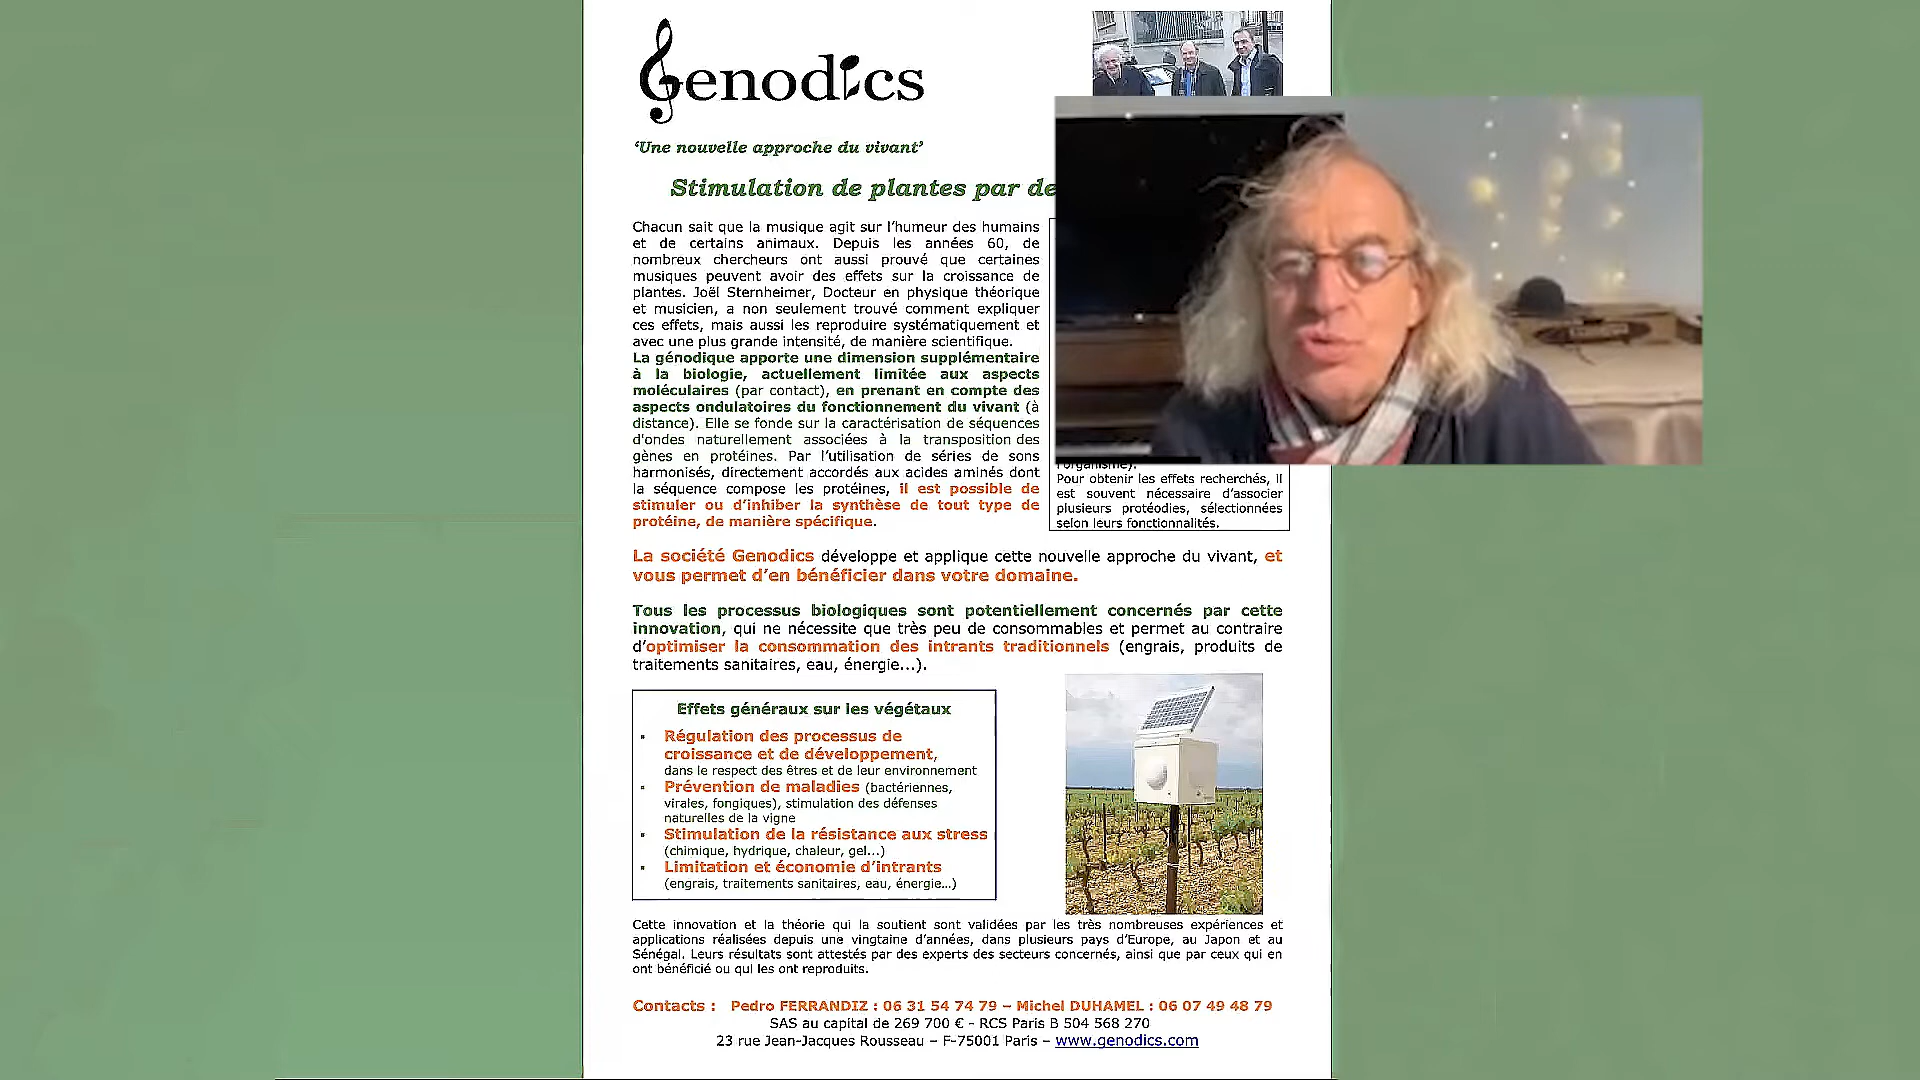 Genodics
‘Une nouvelle approche du vivant’
Stimulation de plantes par de
Chacun sait que la musique agit sur l’humeur des humains
et de certains animaux. Depuis les années 60, de
nombreux chercheurs ont aussi prouvé que certaines
musiques peuvent avoir des effets sur la croissance de
plantes. Joël Sternheimer, Docteur en physique théorique
et musicien, a non seulement trouvé comment expliquer
ces effets, mais aussi les reproduire systématiquement et
avec une plus grande intensité, de manière scientifique.
La génodique apporte une dimension supplémentaire
à la biologie, actuellement limitée aux aspects
moléculaires (par contact), en prenant en compte des
aspects ondulatoires du fonctionnement du vivant (à
distance). Elle se fonde sur la caractérisation de séquences
d'ondes naturellement associées à la transposition des
gènes en protéines. Par l’utilisation de séries de sons
harmonisés, directement accordés aux acides aminés dont
la séquence compose les protéines, il est possible de
stimuler ou d’inhiber la synthèse de tout type de
protéine, de manière spécifique.
l’organisme).
Pour obtenir les effets recherchés, il
est souvent nécessaire d’associer
plusieurs protéodies, sélectionnées
selon leurs fonctionnalités.
La société Genodics développe et applique cette nouvelle approche du vivant, et
vous permet d’en bénéficier dans votre domaine.
Tous les processus biologiques sont potentiellement concernés par cette
innovation, qui ne nécessite que très peu de consommables et permet au contraire
d’optimiser la consommation des intrants traditionnels (engrais, produits de
traitements sanitaires, eau, énergie...).
Effets généraux sur les végétaux
▪ Régulation des processus de
croissance et de développement,
dans le respect des êtres et de leur environnement
▪ Prévention de maladies (bactériennes,
virales, fongiques), stimulation des défenses
naturelles de la vigne
▪ Stimulation de la résistance aux stress
(chimique, hydrique, chaleur, gel...)
▪ Limitation et économie d’intrants
(engrais, traitements sanitaires, eau, énergie...)
Cette innovation et la théorie qui la soutient sont validées par les très nombreuses expériences et
applications réalisées depuis une vingtaine d’années, dans plusieurs pays d’Europe, au Japon et au
Sénégal. Leurs résultats sont attestés par des experts des secteurs concernés, ainsi que par ceux qui en
ont bénéficié ou qui les ont reproduits.
Contacts : Pedro FERRANDIZ : 06 31 54 74 79 – Michel DUHAMEL : 06 07 49 48 79
SAS au capital de 269 700 € - RCS Paris B 504 568 270
23 rue Jean-Jacques Rousseau – F-75001 Paris – www.genodics.com